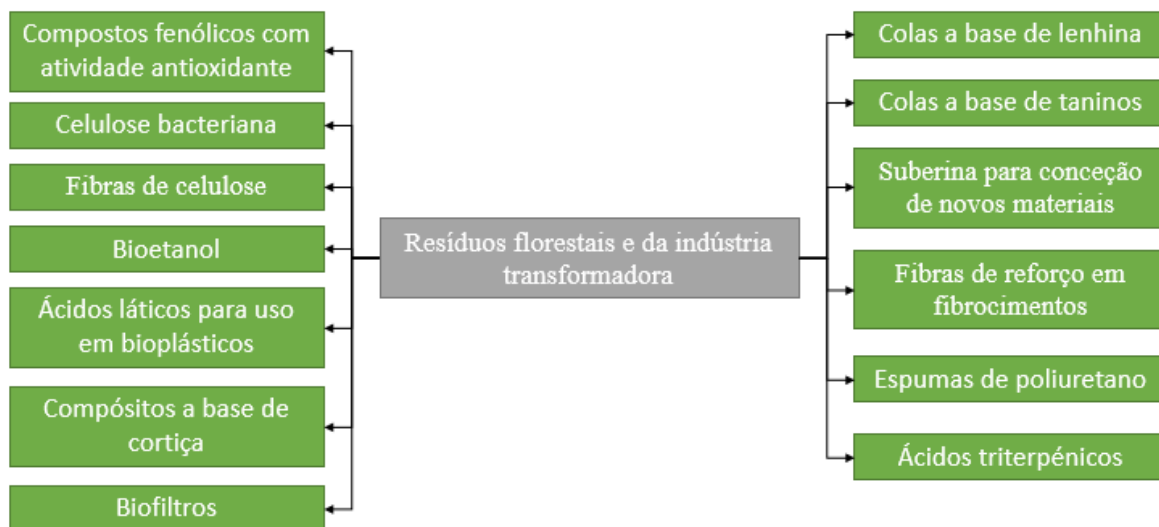 Compostos fenólicos com
atividade antioxidante
Celulose bacteriana
Fibras de celulose
Bioetanol
Ácidos láticos para uso
em bioplásticos
Compósitos a base de
cortiça
Biofiltros
Resíduos florestais e da indústria
transformadora
Colas a base de lenhina
Colas a base de taninos
Suberina para conceção
de novos materiais
Fibras de reforço em
fibrocimentos
Espumas de poliuretano
Ácidos triterpénicos